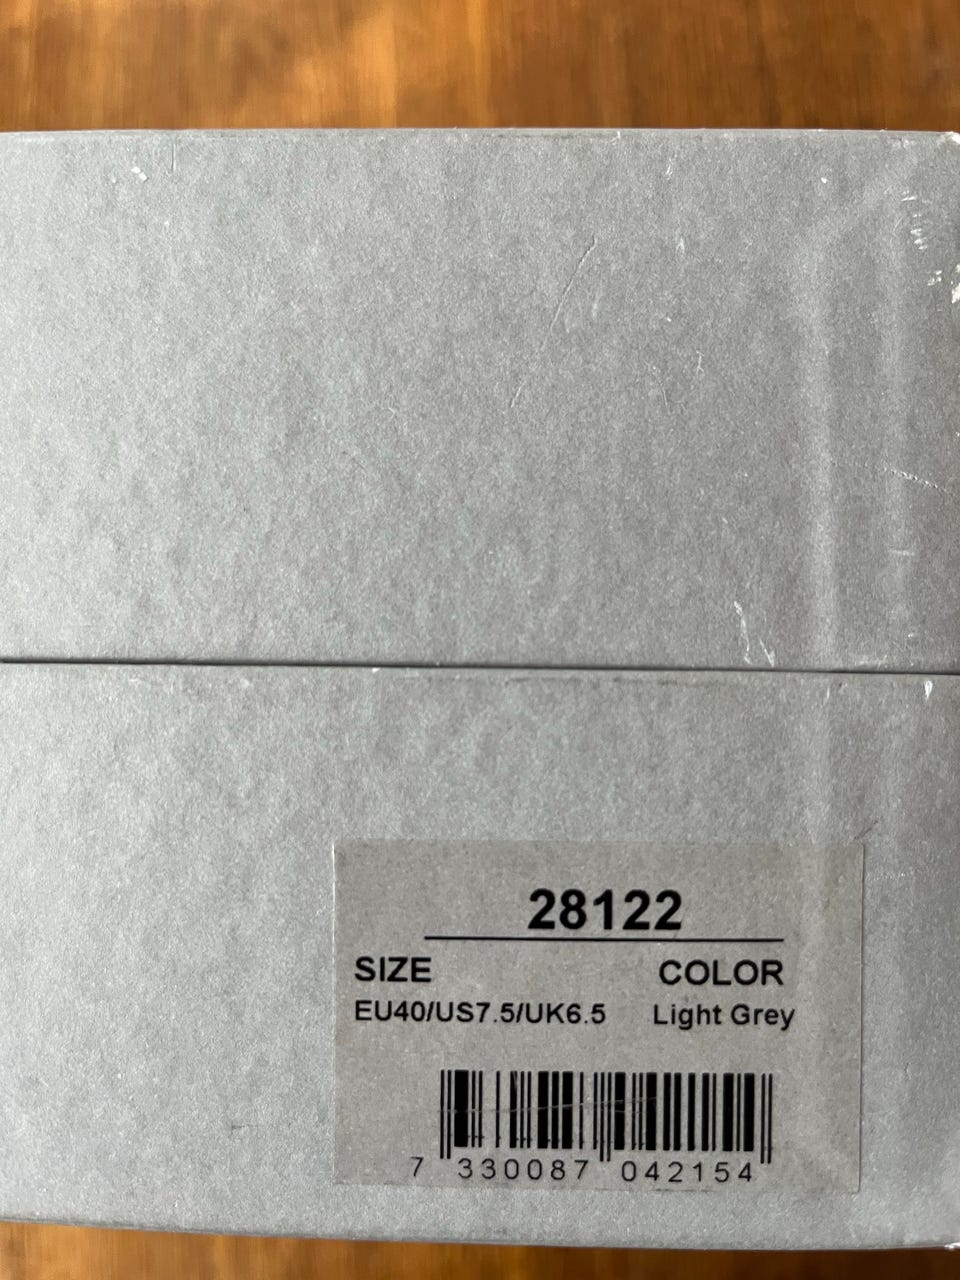 28122
SIZE COLOR
EU40/US7.5/UK6.5 Light Grey
7 330087 042154